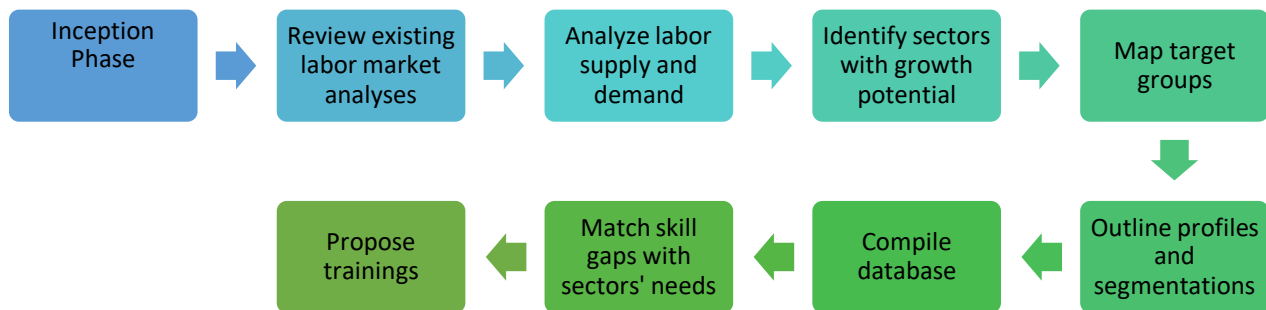 Inception
Phase
Review existing
labor market
analyses
Analyze labor
supply and
demand
Identify sectors
with growth
potential
Map target
groups
Outline profiles
and
segmentations
Compile
database
Match skill
gaps with
sectors' needs
Propose
trainings